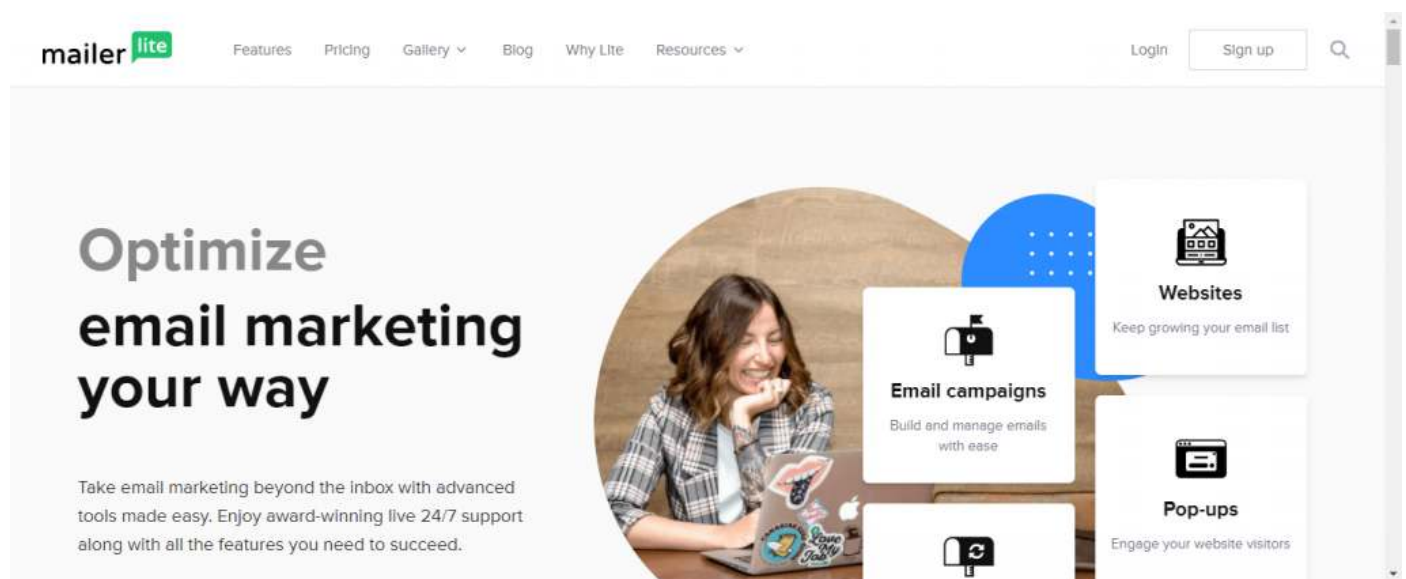 mailer lite
Features
Pricing
Gallery
Blog
Why Lite
Resources
Login
Sign up
Optimize
email marketing
your way
Take email marketing beyond the inbox with advanced
tools made easy. Enjoy award-winning live 24/7 support
along with all the features you need to succeed.
Websites
Keep growing your email list
Email campaigns
Build and manage emails
with ease
Pop-ups
Engage your website visitors
Love
My
Job